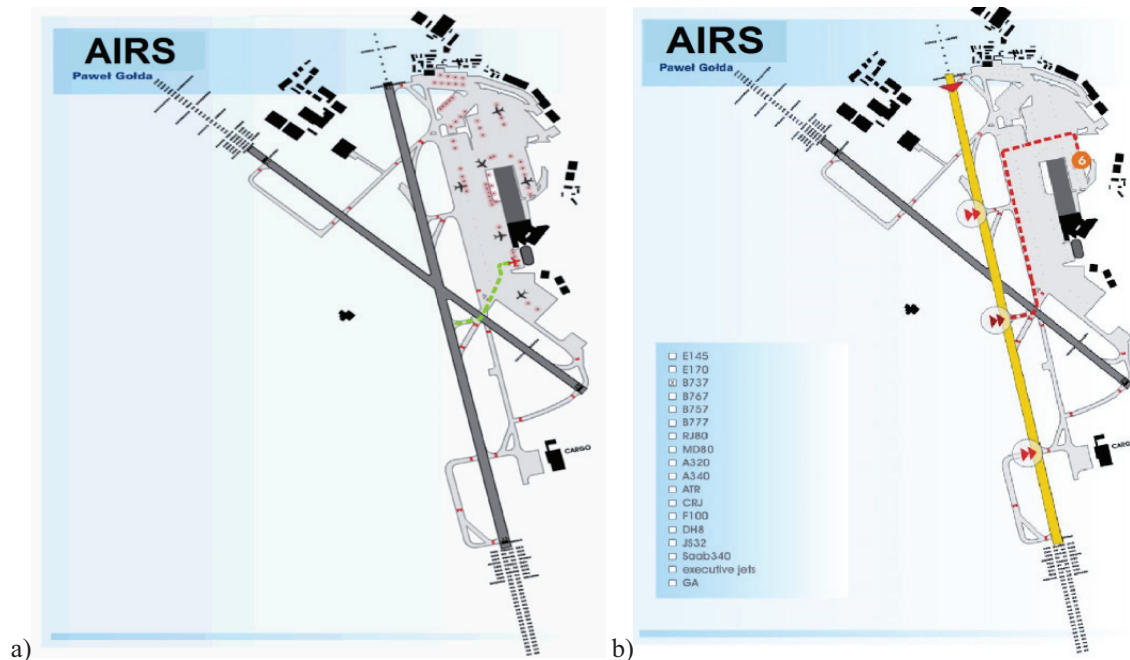 AIRS
Paweł Gołda
CARGO
a)
AIRS
Paweł Gołda
6
E145
E170
B737
B767
B757
B777
RJ80
MD80
A320
A340
ATR
CRJ
F100
DH8
JS32
Saab340
executive jets
GA
CARGO
b)